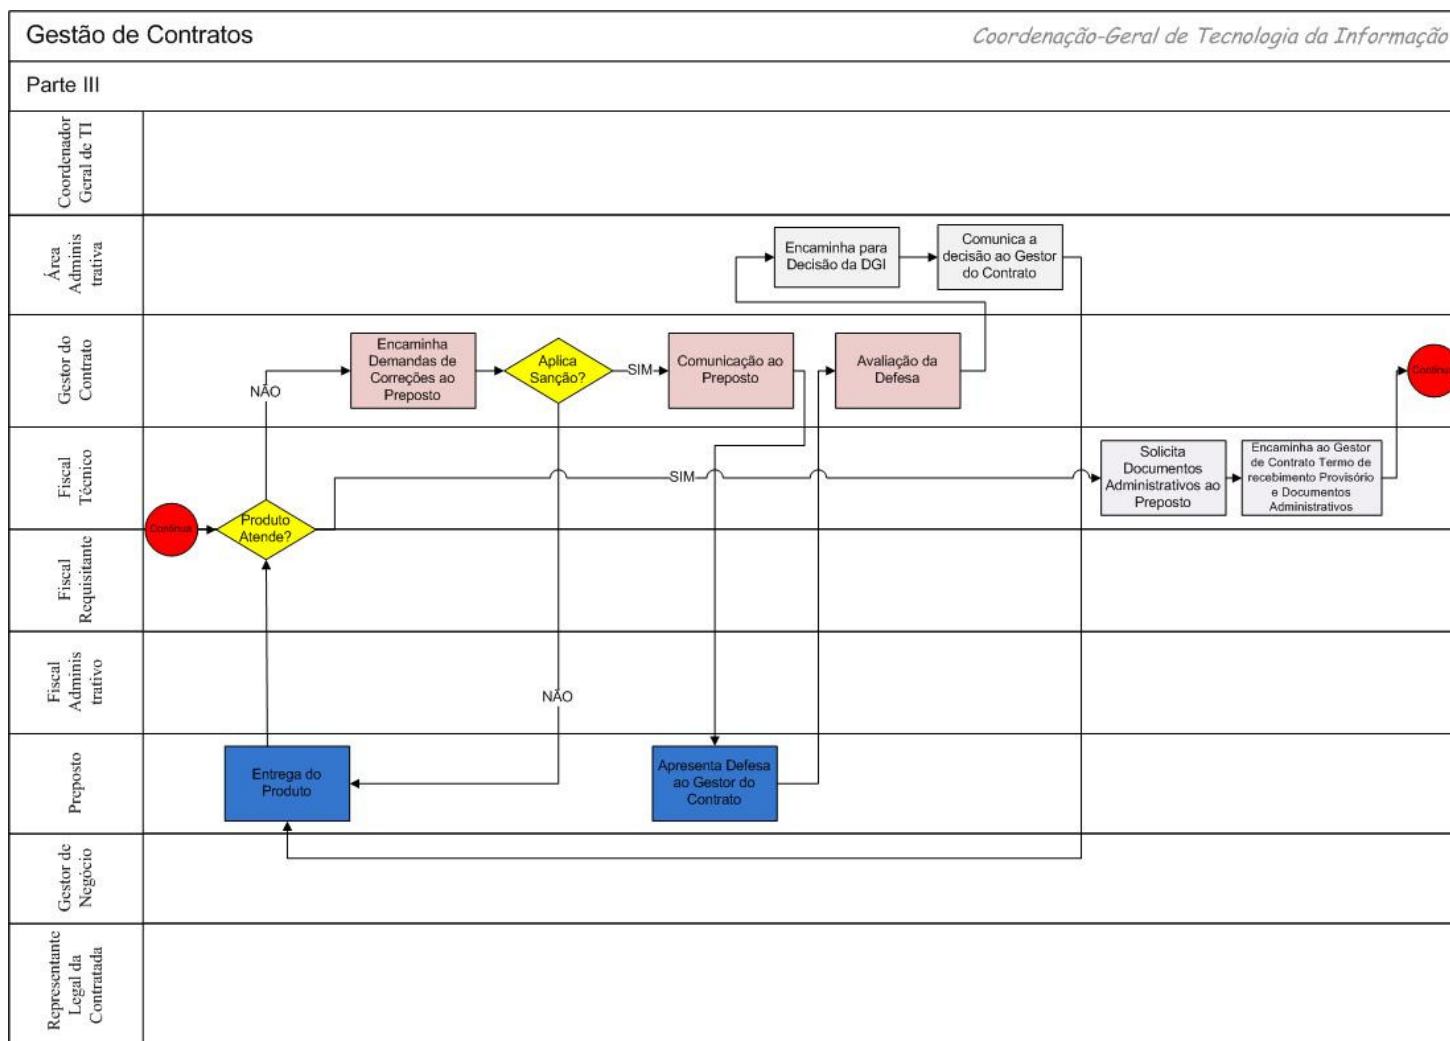 Gestão de Contratos
Coordenação-Geral de Tecnologia da Informação
Parte III
Coordenador
Geral de TI
Área
Adminis
trativa
Encaminha para
Decisão da DGI
Comunica a
decisão ao Gestor
do Contrato
Gestor do
Contrato
Encaminha
Demandas de
Correções ao
Preposto
Aplica
Sanção?
SIM
Comunicação ao
Preposto
Avaliação da
Defesa
Continua
NÃO
Fiscal
Técnico
SIM
Solicita
Documentos
Administrativos ao
Preposto
Encaminha ao Gestor
de Contrato Termo de
recebimento Provisório
e Documentos
Administrativos
Continua
Produto
Atende?
Fiscal
Requisitante
Fiscal
Adminis
trativo
NÃO
Preposto
Entrega do
Produto
Apresenta Defesa
ao Gestor do
Contrato
Gestor de
Negócio
Representante
Legal da
Contratada